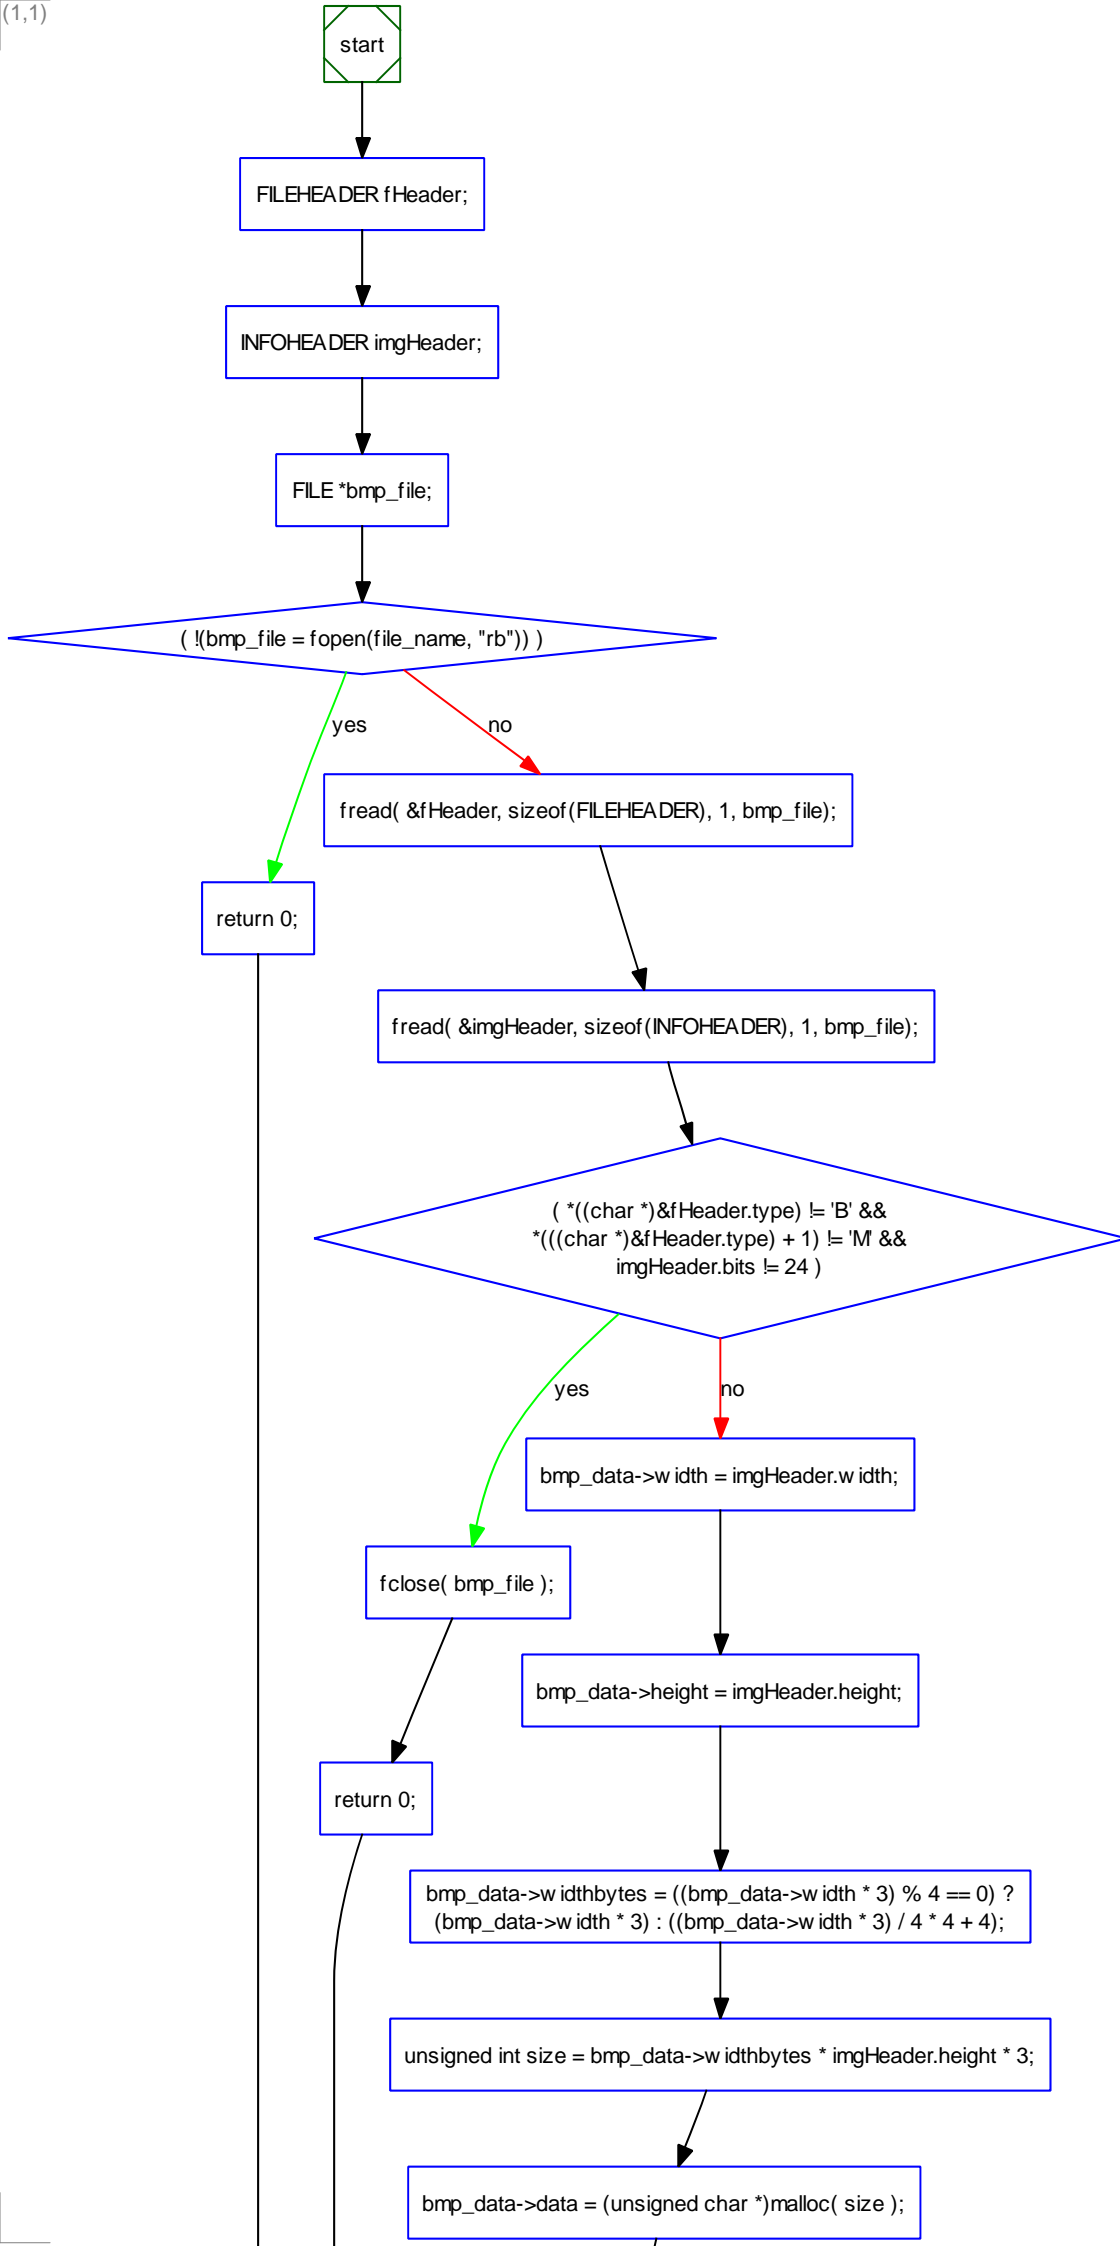 (1,1)
start
FILEHEADER fHeader;
INFOHEADER imgHeader;
FILE *bmp_file;
( !(bmp_file = fopen(file_name, "rb")) )
yes
no
fread( &fHeader, sizeof(FILEHEADER), 1, bmp_file);
return 0;
fread( &imgHeader, sizeof(INFOHEADER), 1, bmp_file);
( *((char *)&fHeader.type) != 'B' &&
*(((char *)&fHeader.type) + 1) != 'M' &&
imgHeader.bits != 24 )
yes
no
bmp_data->width = imgHeader.width;
fclose( bmp_file );
bmp_data->height = imgHeader.height;
return 0;
bmp_data->widthbytes = ((bmp_data->width * 3) % 4 == 0) ?
(bmp_data->width * 3) : ((bmp_data->width * 3) / 4 * 4 + 4);
unsigned int size = bmp_data->widthbytes * imgHeader.height * 3;
bmp_data->data = (unsigned char *)malloc( size );